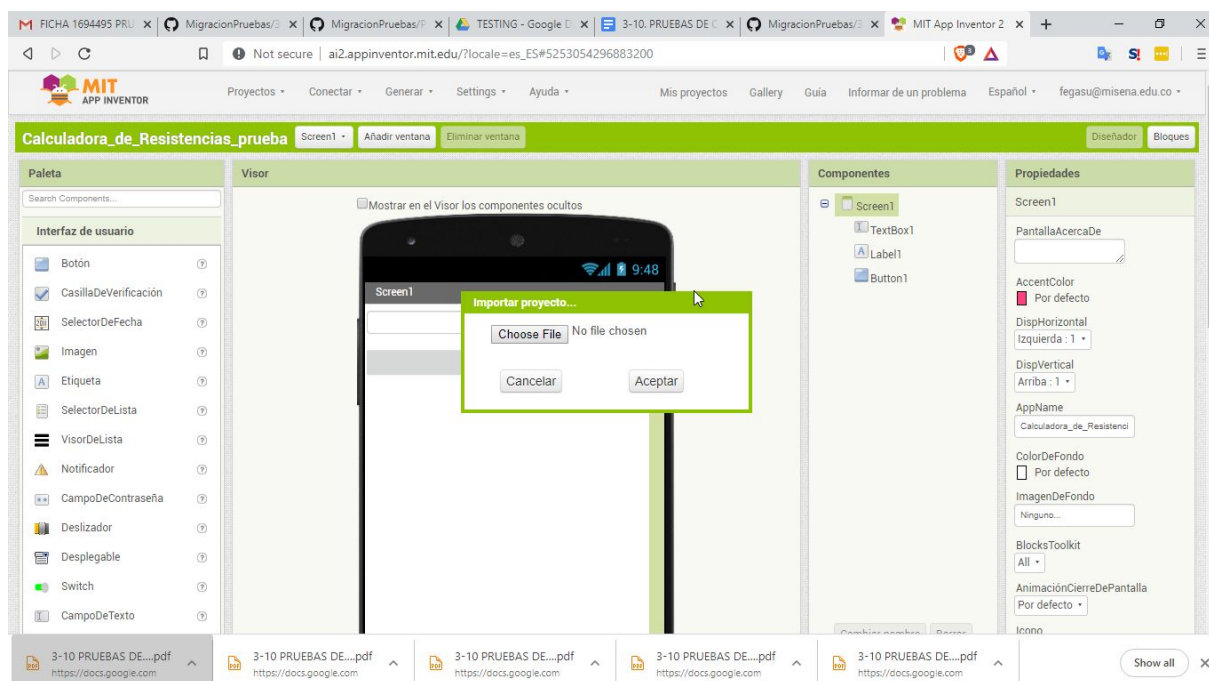 FICHA 1694495 PRU
MigracionPruebas/3
MigracionPruebas/P
TESTING - Google D
3-10. PRUEBAS DE C
MigracionPruebas/3
MIT App Inventor 2
Not secure | ai2.appinventor.mit.edu/?locale=es_ES#5253054296883200
MIT
APP INVENTOR
Proyectos Conectar Generar Settings Ayuda Mis proyectos Gallery Guía Informar de un problema Español fegasu@misena.edu.co
Calculadora_de_Resistencias_prueba Screen1 Añadir ventana Eliminar ventana Diseñador Bloques
Paleta
Search Components...
Interfaz de usuario
Botón
CasillaDeVerificación
SelectorDeFecha
Imagen
Etiqueta
SelectorDeLista
VisorDeLista
Notificador
CampoDeContraseña
Deslizador
Desplegable
Switch
CampoDeTexto
Visor
Mostrar en el Visor los componentes ocultos
9:48
Screen1
Importar proyecto...
Choose File No file chosen
Cancelar Aceptar
Componentes
Screen1
TextBox1
Label1
Button1
Cambiar nombre Borrar
Propiedades
Screen1
PantallaAcercaDe
AccentColor
Por defecto
DispHorizontal
Izquierda : 1
DispVertical
Arriba : 1
AppName
Calculadora_de_Resistenci
ColorDeFondo
Por defecto
ImagenDeFondo
Ninguno...
BlocksToolkit
All
AnimaciónCierreDePantalla
Por defecto
Icono
3-10 PRUEBAS DE....pdf
https://docs.google.com
3-10 PRUEBAS DE....pdf
https://docs.google.com
3-10 PRUEBAS DE....pdf
https://docs.google.com
3-10 PRUEBAS DE....pdf
https://docs.google.com
3-10 PRUEBAS DE....pdf
https://docs.google.com
Show all